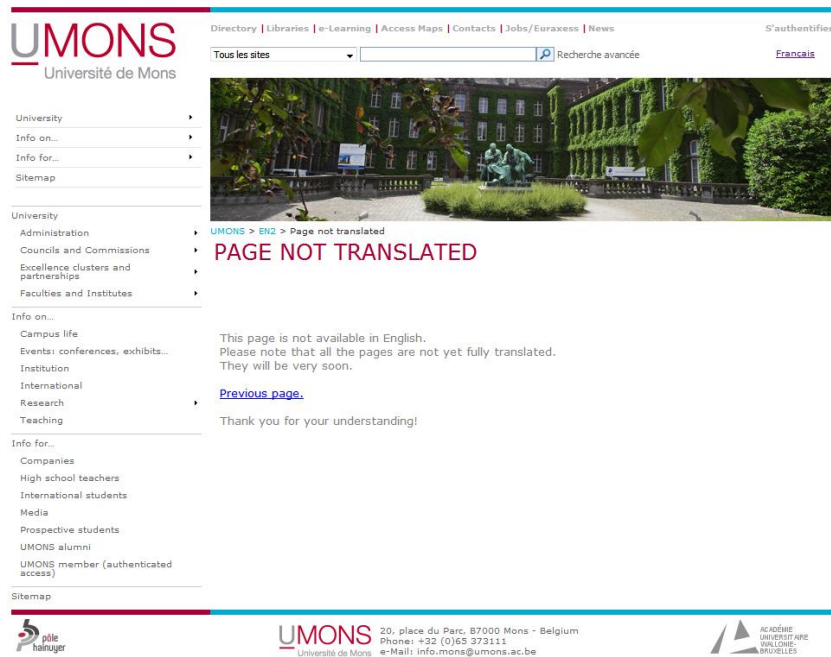 UMONS
Université de Mons
Directory | Libraries | e-Learning | Access Maps | Contacts | Jobs/Euraxess | News
S'authentifier
Tous les sites
Recherche avancée
Français
University
Info on...
Info for...
Sitemap
University
Administration
Councils and Commissions
Excellence clusters and
partnerships
Faculties and Institutes
Info on...
Campus life
Events: conferences, exhibits...
Institution
International
Research
Teaching
Info for...
Companies
High school teachers
International students
Media
Prospective students
UMONS alumni
UMONS member (authenticated
access)
Sitemap
UMONS > EN2 > Page not translated
PAGE NOT TRANSLATED
This page is not available in English.
Please note that all the pages are not yet fully translated.
They will be very soon.
Previous page.
Thank you for your understanding!
pôle
hainuyer
UMONS
Université de Mons
20, place du Parc, B7000 Mons - Belgium
Phone: +32 (0)65 373111
e-Mail: info.mons@umons.ac.be
ACADÉMIE
UNIVERSITAIRE
WALLONIE-
BRUXELLES